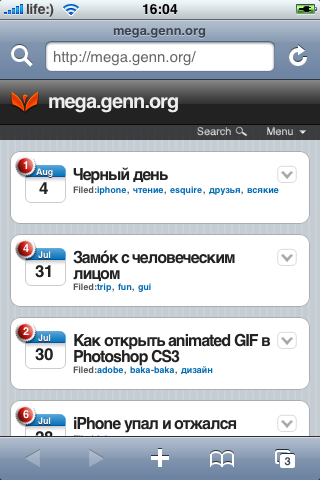 life:) 16:04
mega.genn.org
http://mega.genn.org/
mega.genn.org
Search Menu
1
Aug
4
Черный день
Filed:iphone, чтение, esquire, друзья, всякие
4
Jul
31
Замо́к с человеческим
лицом
Filed:trip, fun, gui
2
Jul
30
Как открыть animated GIF в
Photoshop CS3
Filed:adobe, baka-baka, дизайн
6
Jul
28
iPhone упал и отжался
3